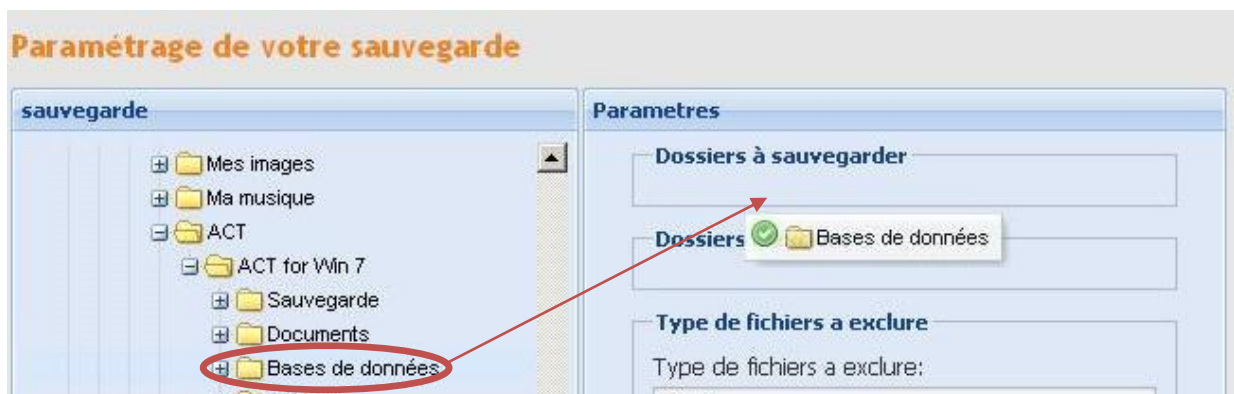 Paramétrage de votre sauvegarde
sauvegarde
Mes images
Ma musique
ACT
ACT for Win 7
Sauvegarde
Documents
Bases de données
Parametres
Dossiers à sauvegarder
Dossiers
Bases de données
Type de fichiers a exclure
Type de fichiers a exclure: